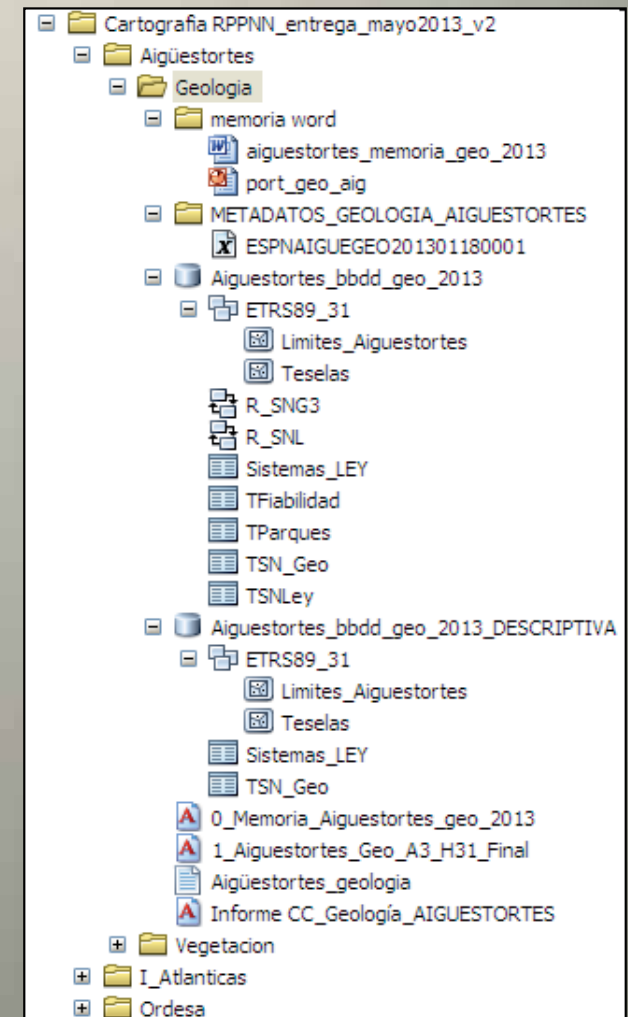 Cartografia RPPNN_entrega_mayo2013_v2
Aigüestortes
Geologia
memoria word
aiguestortes_memoria_geo_2013
port_geo_aig
METADATOS_GEOLOGIA_AIGUESTORTES
ESPNAIGUEGEO201301180001
Aiguestortes_bbdd_geo_2013
ETRS89_31
Limites_Aiguestortes
Teselas
R_SNG3
R_SNL
Sistemas_LEY
TFiabilidad
TParques
TSN_Geo
TSNLey
Aiguestortes_bbdd_geo_2013_DESCRIPTIVA
ETRS89_31
Limites_Aiguestortes
Teselas
Sistemas_LEY
TSN_Geo
0_Memoria_Aiguestortes_geo_2013
1_Aiguestortes_Geo_A3_H31_Final
Aigüestortes_geologia
Informe CC_Geología_AIGUESTORTES
Vegetacion
I_Atlanticas
Ordesa